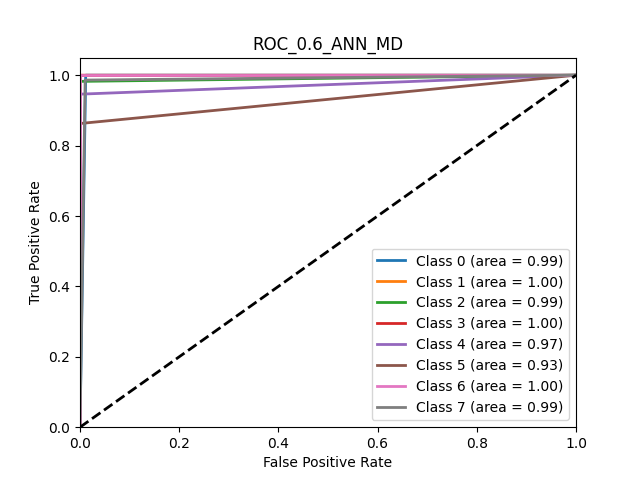 ROC_0.6_ANN_MD
True Positive Rate
1.0
0.8
0.6
0.4
0.2
0.0
Class 0 (area = 0.99)
Class 1 (area = 1.00)
Class 2 (area = 0.99)
Class 3 (area = 1.00)
Class 4 (area = 0.97)
Class 5 (area = 0.93)
Class 6 (area = 1.00)
Class 7 (area = 0.99)
0.0 0.2 0.4 0.6 0.8 1.0
False Positive Rate